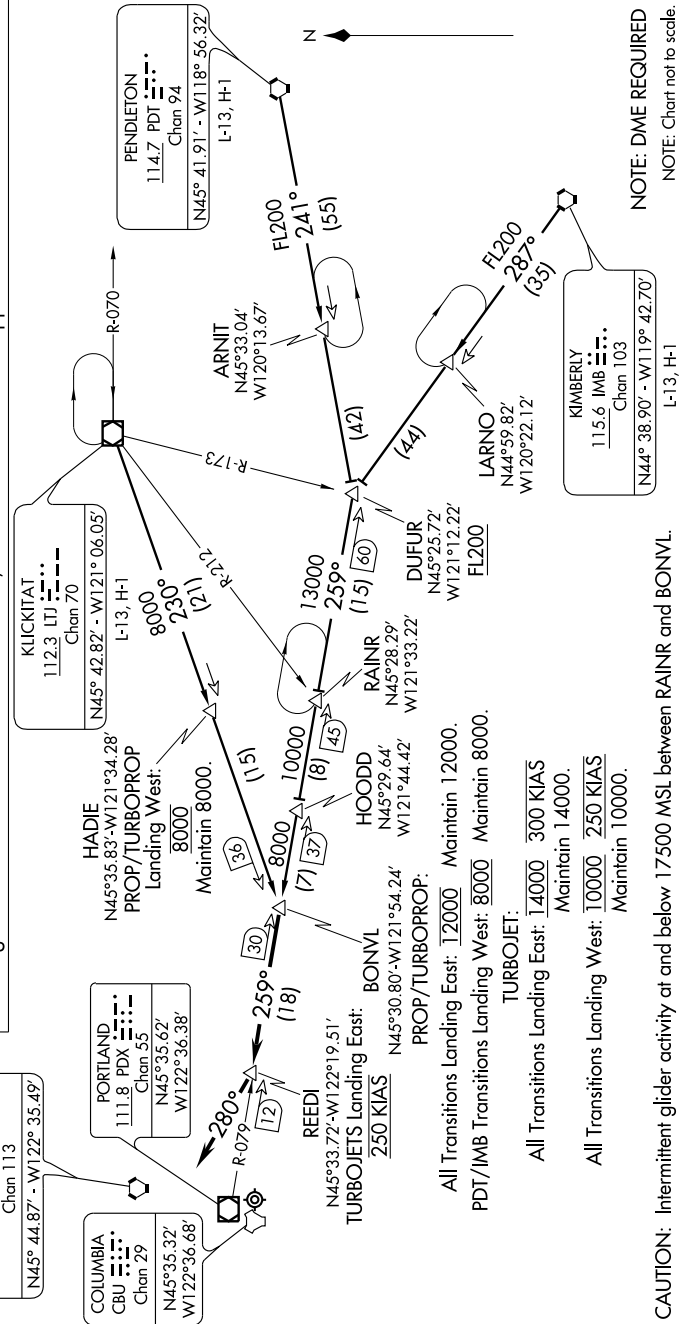 Chan 113
N45° 44.87' - W122° 35.49'
COLUMBIA
CBU
Chan 29
N45°35.32'
W122°36.68'
PORTLAND
111.8 PDX
Chan 55
N45°35.62'
W122°36.38'
R-079
280°
12
REEDI
N45°33.72'-W122°19.51'
TURBOJETS Landing East:
250 KIAS
259°
(18)
30
BONVL
N45°30.80'-W121°54.24'
HADIE
N45°35.83'-W121°34.28'
PROP/TURBOPROP
Landing West:
8000
Maintain 8000.
36
(15)
8000
230°
(21)
KLICKITAT
112.3 LTJ
Chan 70
N45° 42.82' - W121° 06.05'
L-13, H-1
R-070
R-173
R-212
8000
(7)
37
HOODD
N45°29.64'
W121°44.42'
10000
(8)
45
RAINR
N45°28.29'
W121°33.22'
13000
259°
(15)
60
DUFUR
N45°25.72'
W121°12.22'
FL200
(42)
(44)
ARNIT
N45°33.04'
W120°13.67'
FL200
241°
(55)
PENDLETON
114.7 PDT
Chan 94
N45° 41.91' - W118° 56.32'
L-13, H-1
LARNO
N44°59.82'
W120°22.12'
FL200
287°
(35)
KIMBERLY
115.6 IMB
Chan 103
N44° 38.90' - W119° 42.70'
L-13, H-1
N
PROP/TURBOPROP:
All Transitions Landing East: 12000 Maintain 12000.
PDT/IMB Transitions Landing West: 8000 Maintain 8000.
TURBOJET:
All Transitions Landing East: 14000 300 KIAS
Maintain 14000.
All Transitions Landing West: 10000 250 KIAS
Maintain 10000.
NOTE: DME REQUIRED
NOTE: Chart not to scale.
CAUTION: Intermittent glider activity at and below 17500 MSL between RAINR and BONVL.